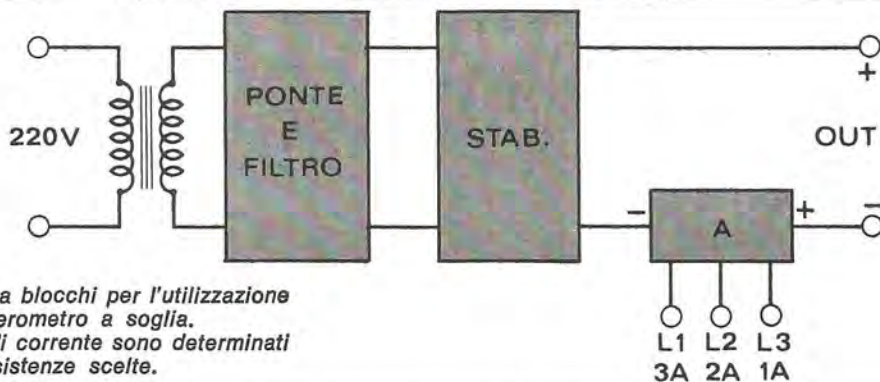 220V
PONTE
E
FILTRO
STAB.
+
OUT
-
- A +
a blocchi per l'utilizzazione
erometro a soglia.
i corrente sono determinati
sistenze scelte.
L1 L2 L3
3A 2A 1A